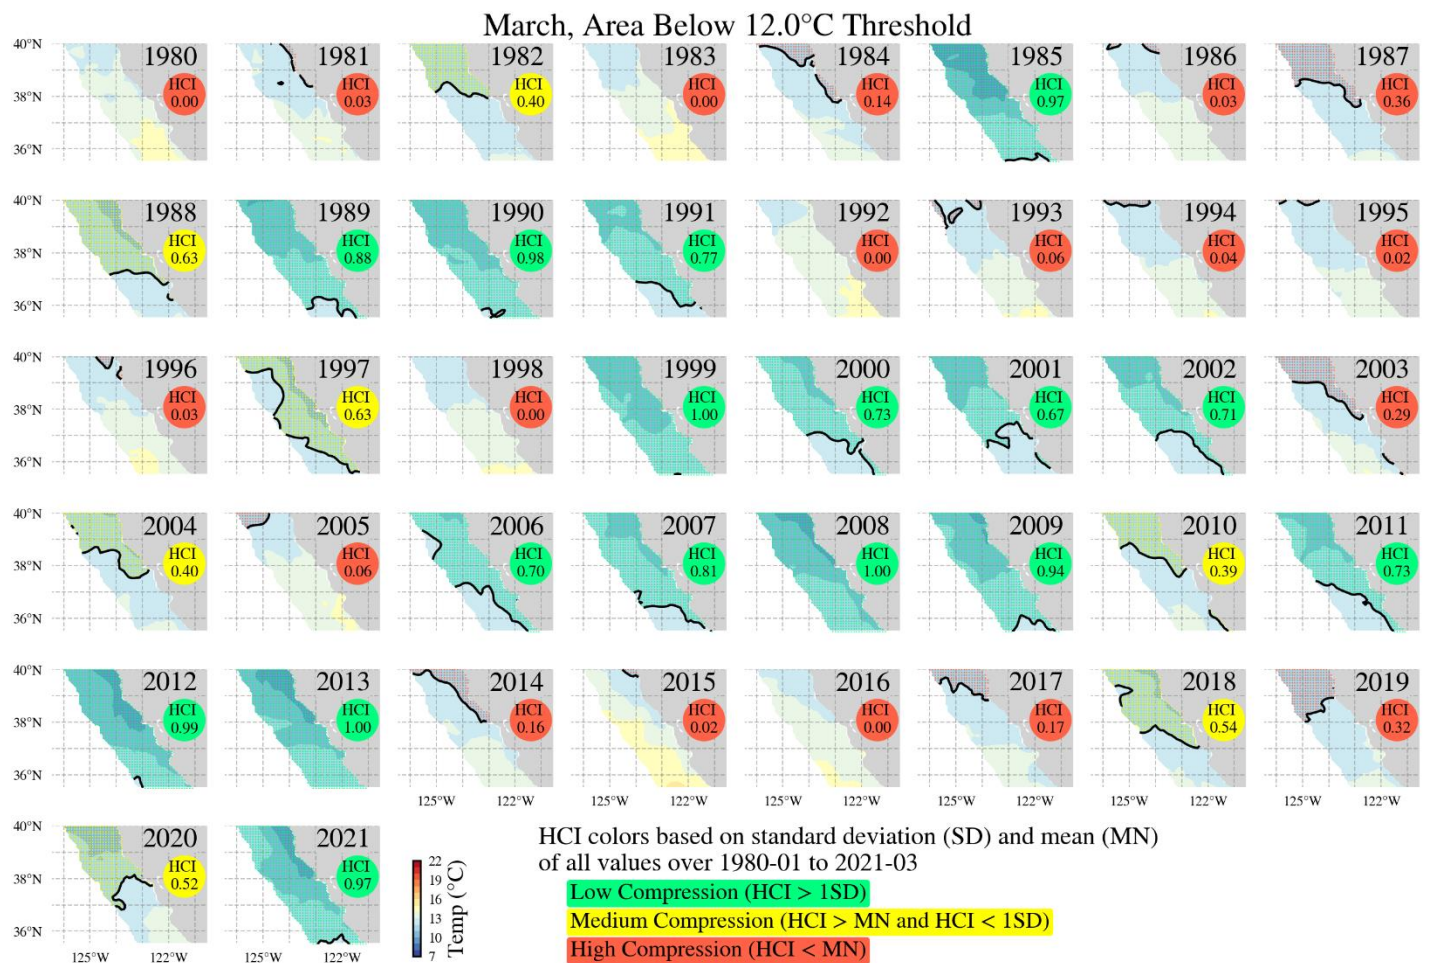 March, Area Below 12.0°C Threshold
40°N 1980 1981 1982 1983 1984 1985 1986 1987
HCI HCI HCI HCI HCI HCI HCI HCI
38°N 0.00 0.03 0.40 0.00 0.14 0.97 0.03 0.36
36°N
40°N 1988 1989 1990 1991 1992 1993 1994 1995
HCI HCI HCI HCI HCI HCI HCI HCI
38°N 0.63 0.88 0.98 0.77 0.00 0.06 0.04 0.02
36°N
40°N 1996 1997 1998 1999 2000 2001 2002 2003
HCI HCI HCI HCI HCI HCI HCI HCI
38°N 0.03 0.63 0.00 1.00 0.73 0.67 0.71 0.29
36°N
40°N 2004 2005 2006 2007 2008 2009 2010 2011
HCI HCI HCI HCI HCI HCI HCI HCI
38°N 0.40 0.06 0.70 0.81 1.00 0.94 0.39 0.73
36°N
40°N 2012 2013 2014 2015 2016 2017 2018 2019
HCI HCI HCI HCI HCI HCI HCI HCI
38°N 0.99 1.00 0.16 0.02 0.00 0.17 0.54 0.32
36°N
125°W 122°W 125°W 122°W 125°W 122°W 125°W 122°W 125°W 122°W 125°W 122°W
40°N 2020 2021
HCI HCI
38°N 0.52 0.97
36°N
125°W 122°W 125°W 122°W
22
19
16
13
10
7
Temp (°C)
HCI colors based on standard deviation (SD) and mean (MN)
of all values over 1980-01 to 2021-03
Low Compression (HCI > 1SD)
Medium Compression (HCI > MN and HCI < 1SD)
High Compression (HCI < MN)